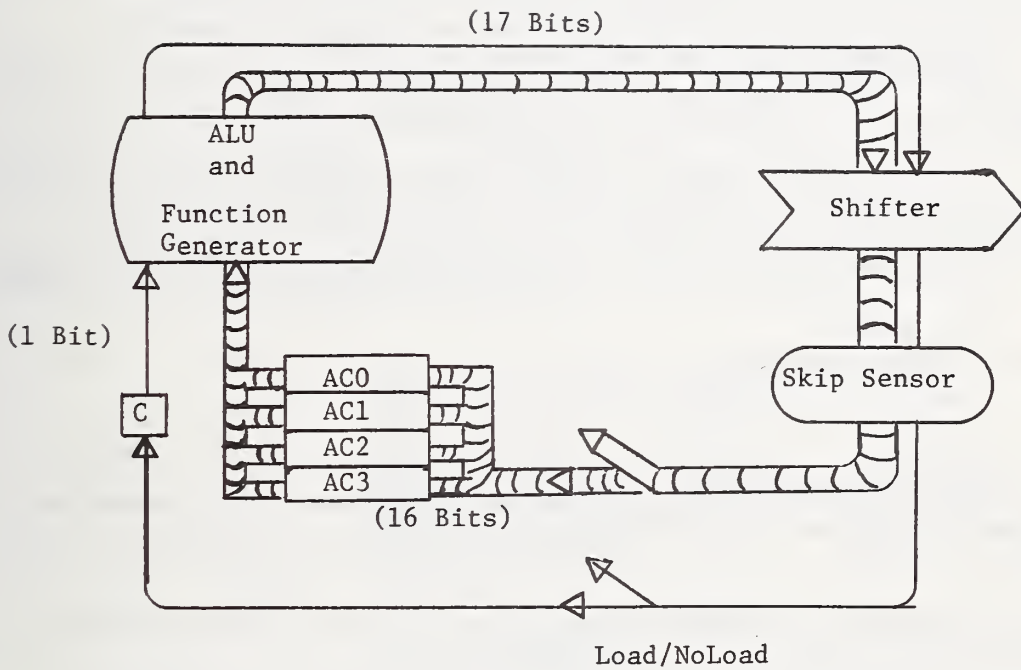 (17 Bits)
ALU
and
Function
Generator
Shifter
(1 Bit)
C
AC0
AC1
AC2
AC3
(16 Bits)
Skip Sensor
Load/NoLoad